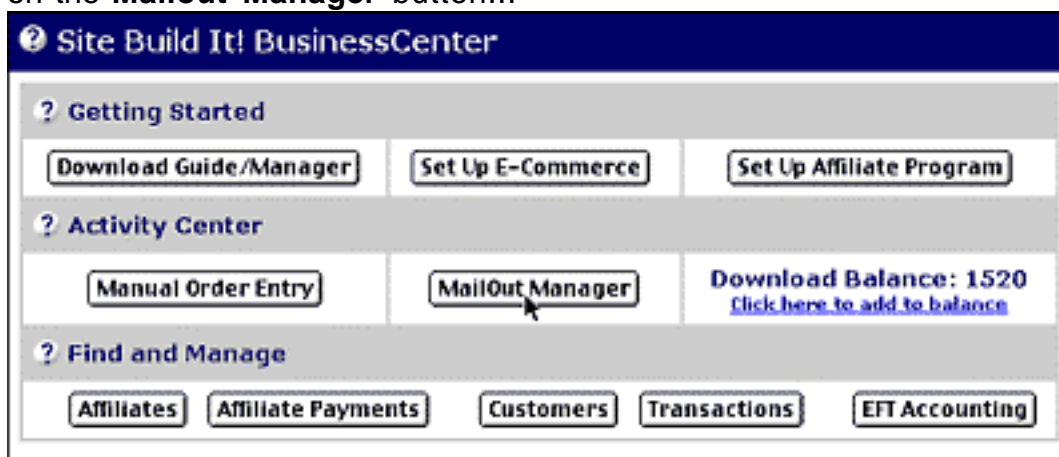 on the MailOut Manager button...
? Site Build It! BusinessCenter
? Getting Started
Download Guide/Manager Set Up E-Commerce Set Up Affiliate Program
? Activity Center
Manual Order Entry MailOut Manager Download Balance: 1520
Click here to add to balance
? Find and Manage
Affiliates Affiliate Payments Customers Transactions EFT Accounting